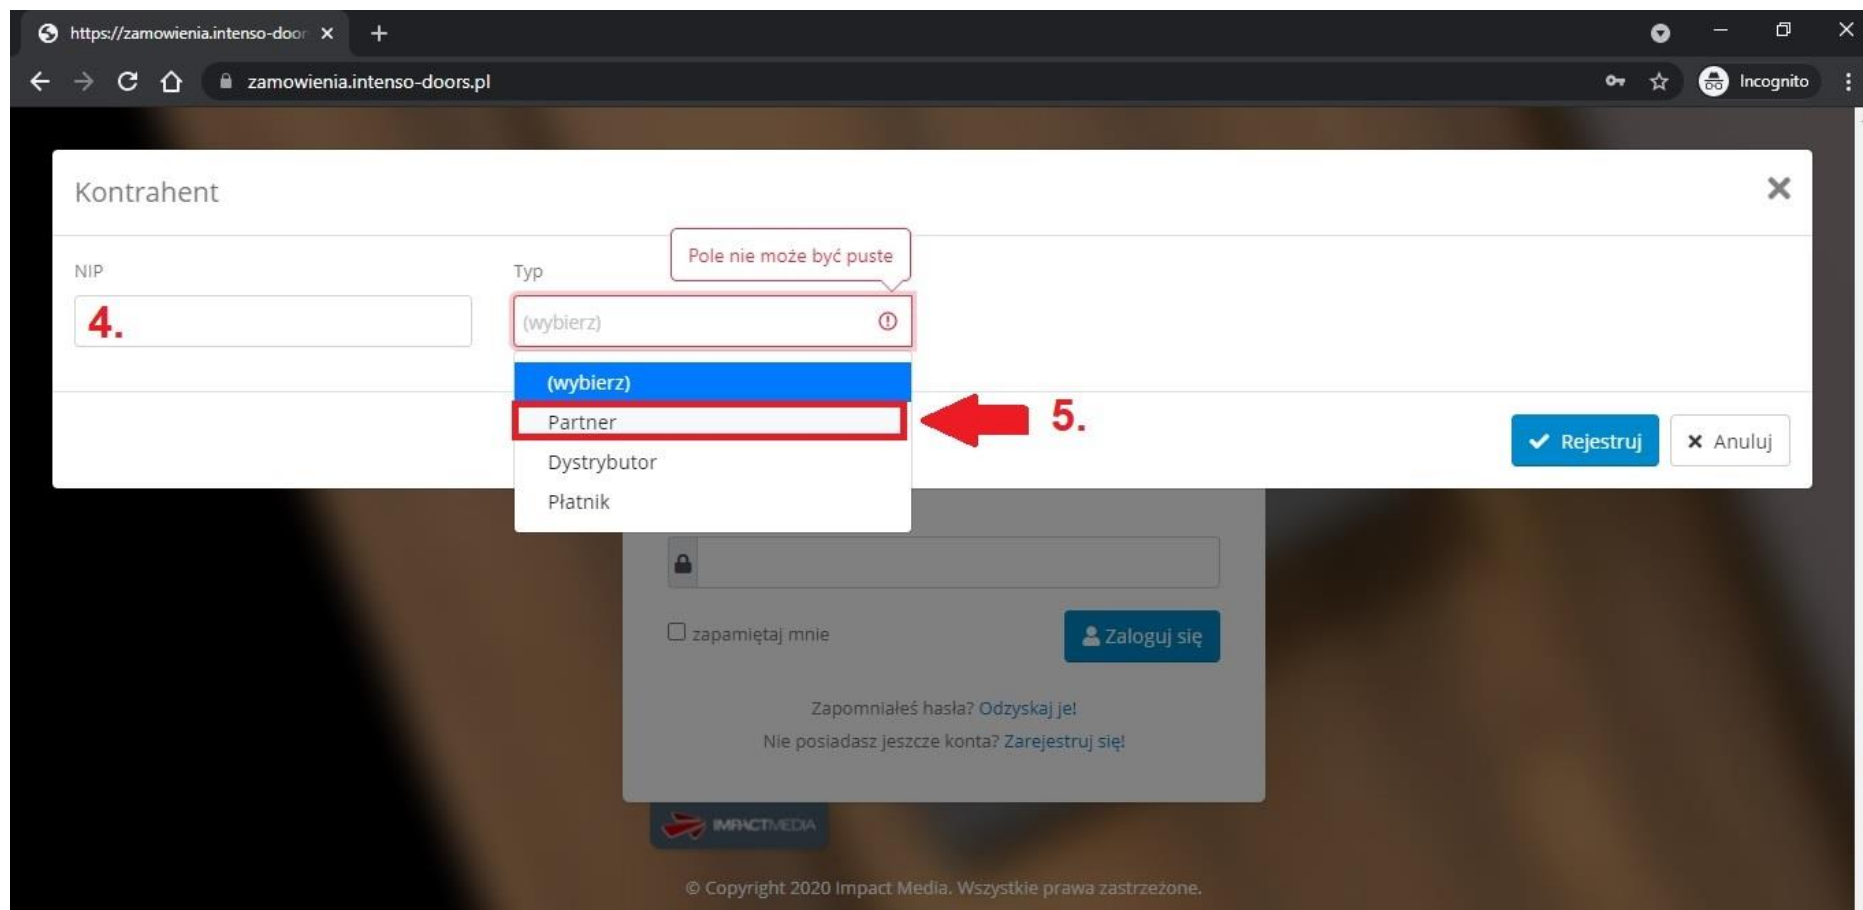 https://zamowienia.intenso-door
zamowienia.intenso-doors.pl
Incognito
Kontrahent
Pole nie może być puste
NIP
Typ
4.
(wybierz)
(wybierz)
Partner
5.
Dystrybutor
Rejestruj
Anuluj
Płatnik
zapamiętaj mnie
Zaloguj się
Zapomniałeś hasła? Odzyskaj je!
Nie posiadasz jeszcze konta? Zarejestruj się!
IMPACTMEDIA
© Copyright 2020 Impact Media. Wszystkie prawa zastrzeżone.